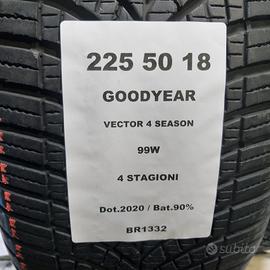 225 50 18
GOODYEAR
VECTOR 4 SEASON
99W
4 STAGIONI
Dot.2020 / Bat.90%
BR1332
subito